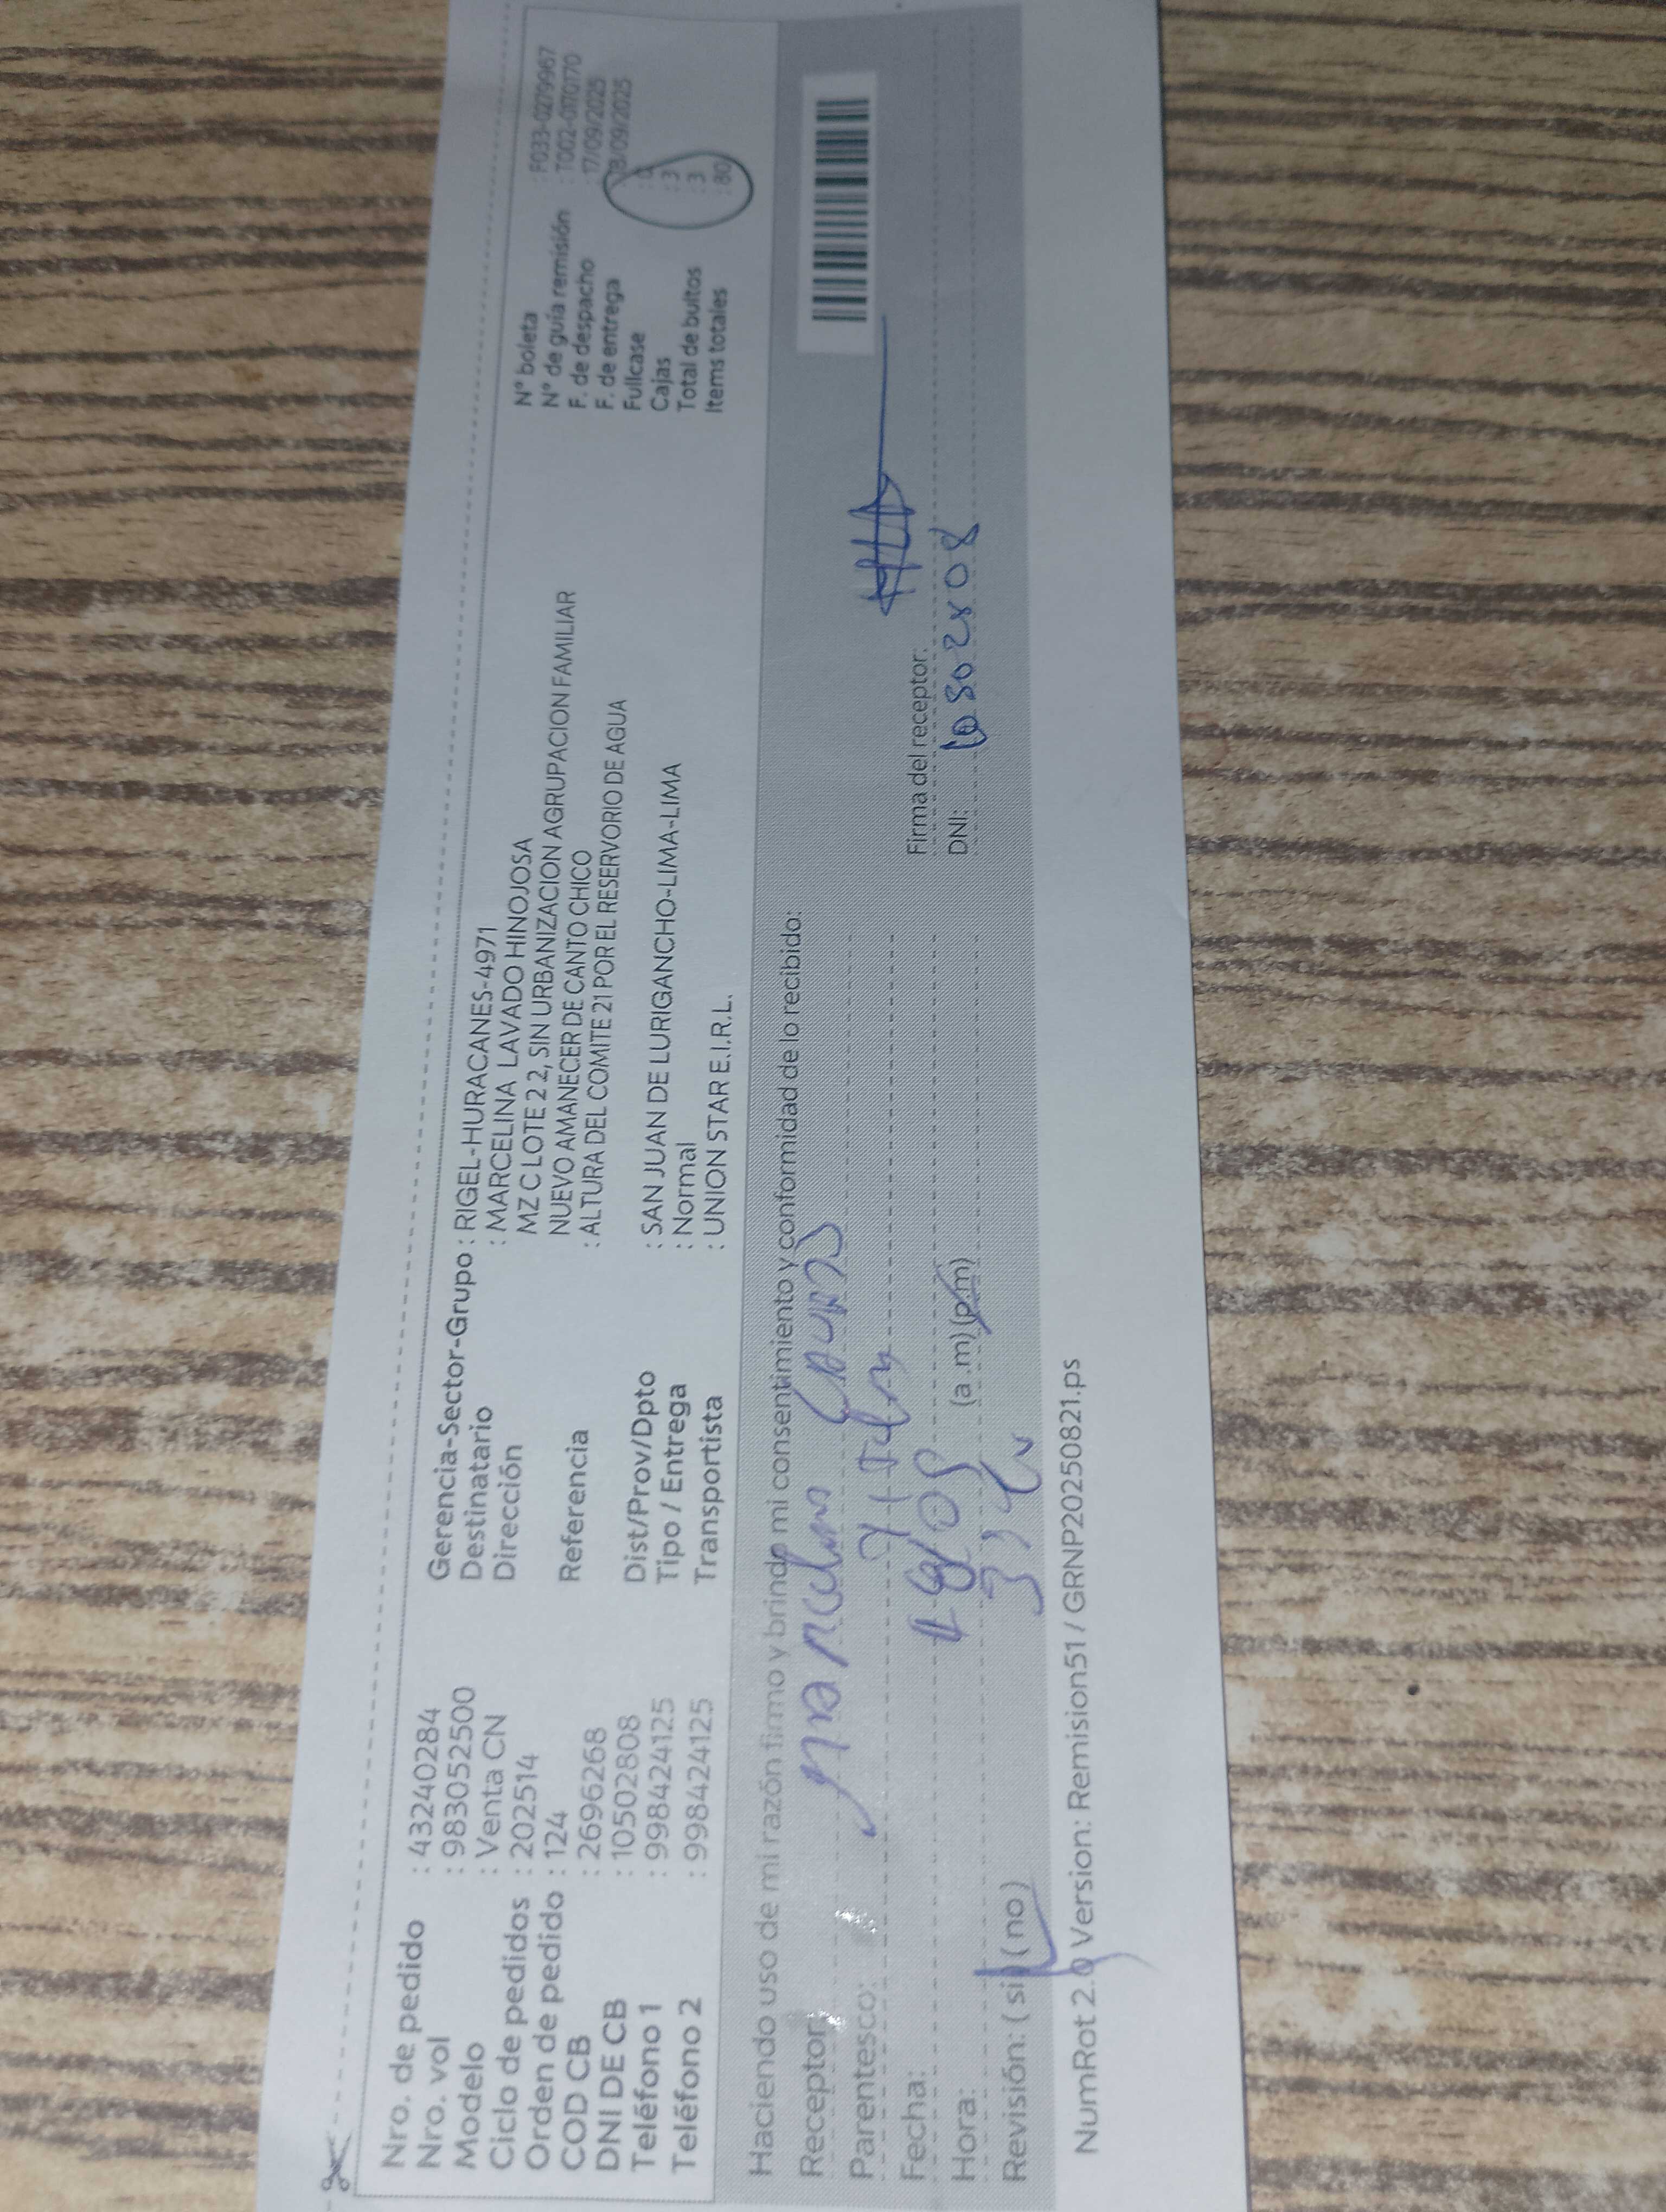 Nro. de pedido : 43240284
Nro. vol : 983052500
Modelo : Venta CN
Ciclo de pedidos : 202514
Orden de pedido : 124
COD CB : 2696268
DNI DE CB : 10502808
Teléfono 1 : 998424125
Teléfono 2 : 998424125
Gerencia-Sector-Grupo : RIGEL-HURACANES-4971
Destinatario : MARCELINA LAVADO HINOJOSA
Dirección MZ C LOTE 2 2, SIN URBANIZACION AGRUPACION FAMILIAR
NUEVO AMANECER DE CANTO CHICO
Referencia : ALTURA DEL COMITE 21 POR EL RESERVORIO DE AGUA
Dist/Prov/Dpto : SAN JUAN DE LURIGANCHO-LIMA-LIMA
Tipo / Entrega : Normal
Transportista : UNION STAR E.I.R.L.
N° boleta : F033-0279967
N° de guía remisión : T002-0170170
F. de despacho : 17/09/2025
F. de entrega 18/09/2025
Fullcase : 0
Cajas : 3
Total de bultos : 3
Items totales : 80
Haciendo uso de mi razón firmo y brindo mi consentimiento y conformidad de lo recibido:
Receptor:
Parentesco:
Fecha:
Hora: (a .m) (p.m)
Revisión: ( si ) ( no )
Firma del receptor:
DNI:
NumRot 2.0 Version: Remision51 / GRNP20250821.ps